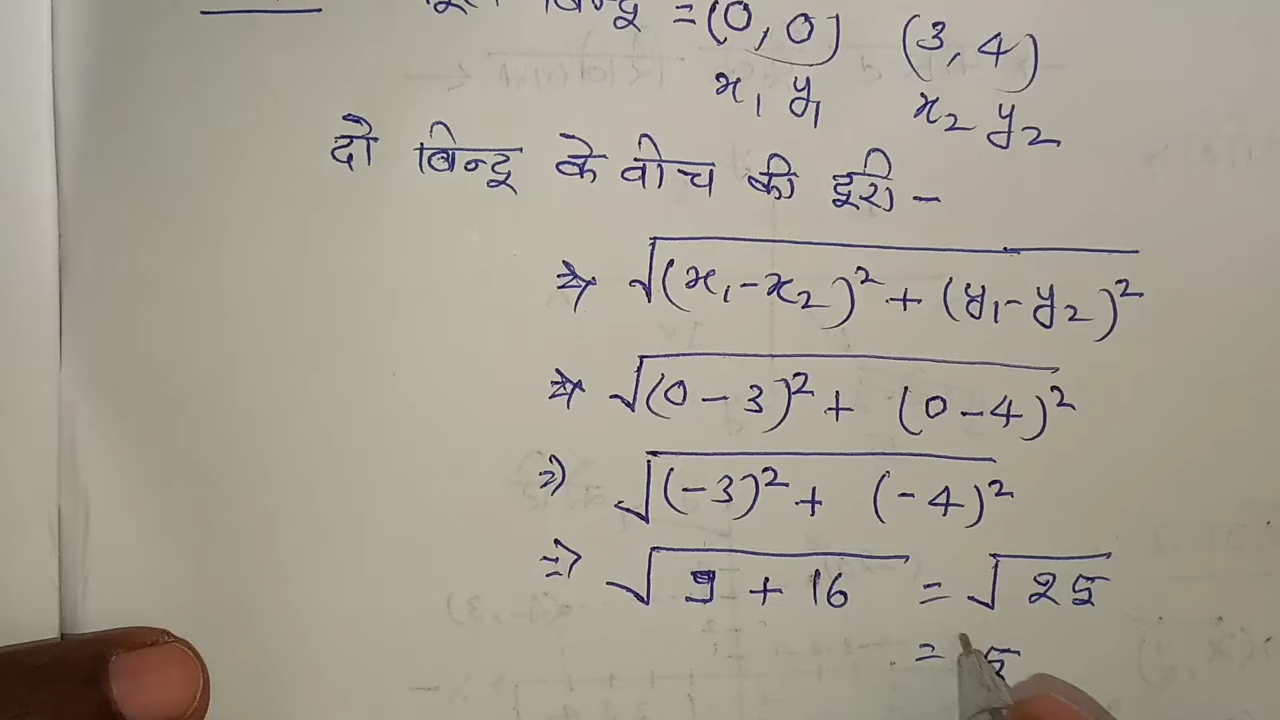 बिन्दु = (0, 0) (3, 4)
x₁ y₁ x₂ y₂
दो बिन्दू के बीच की दूरी -
⇒ √(x₁-x₂)² + (y₁-y₂)²
⇒ √(0-3)² + (0-4)²
⇒ √(-3)² + (-4)²
⇒ √9 + 16 = √25
= 5